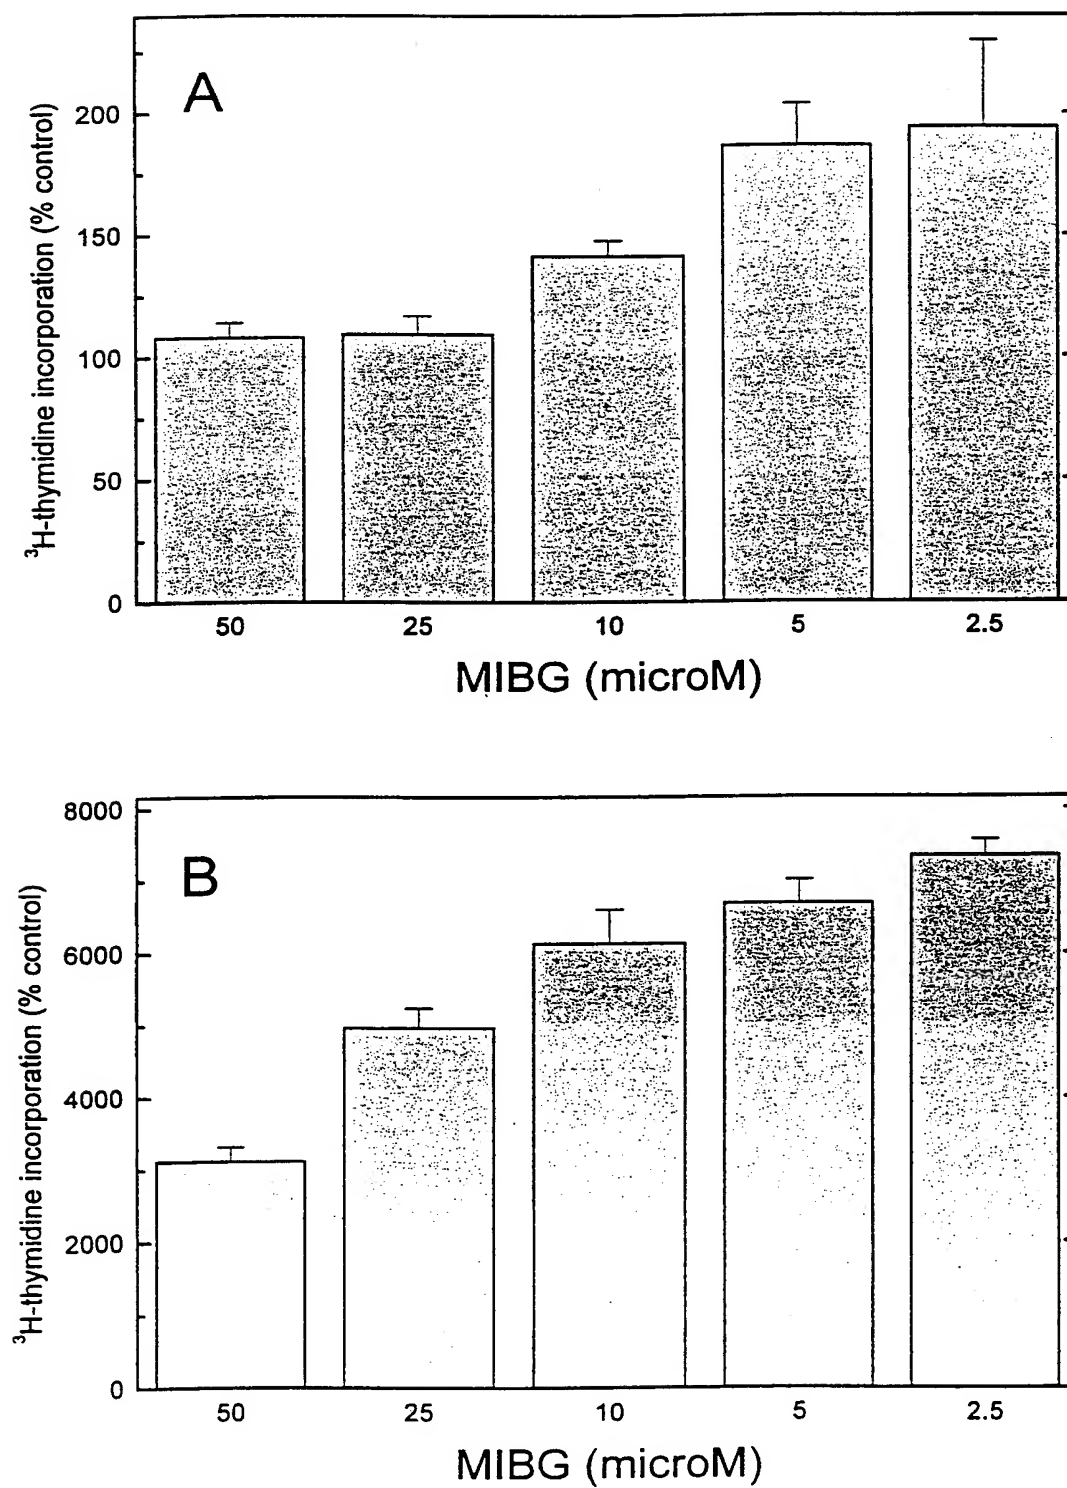 A
³H-thymidine incorporation (% control)
200
150
100
50
0
50 25 10 5 2.5
MIBG (microM)
B
³H-thymidine incorporation (% control)
8000
6000
4000
2000
0
50 25 10 5 2.5
MIBG (microM)